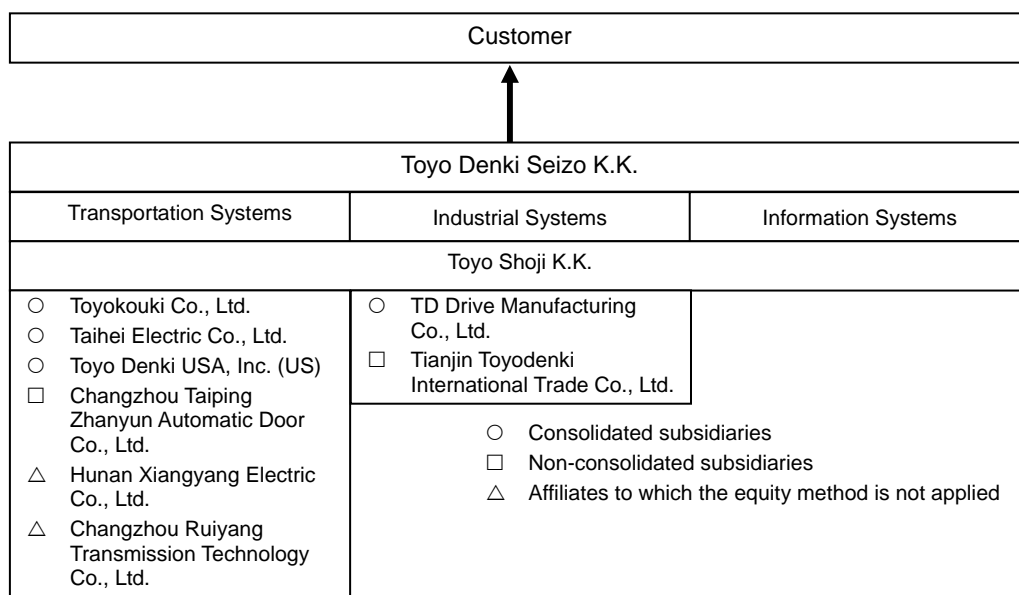 Customer
Toyo Denki Seizo K.K.
Transportation Systems
Industrial Systems
Information Systems
Toyo Shoji K.K.
○ Toyokouki Co., Ltd.
○ Taihei Electric Co., Ltd.
○ Toyo Denki USA, Inc. (US)
□ Changzhou Taiping
Zhanyun Automatic Door
Co., Ltd.
△ Hunan Xiangyang Electric
Co., Ltd.
△ Changzhou Ruiyang
Transmission Technology
Co., Ltd.
○ TD Drive Manufacturing
Co., Ltd.
□ Tianjin Toyodenki
International Trade Co., Ltd.
○ Consolidated subsidiaries
□ Non-consolidated subsidiaries
△ Affiliates to which the equity method is not applied